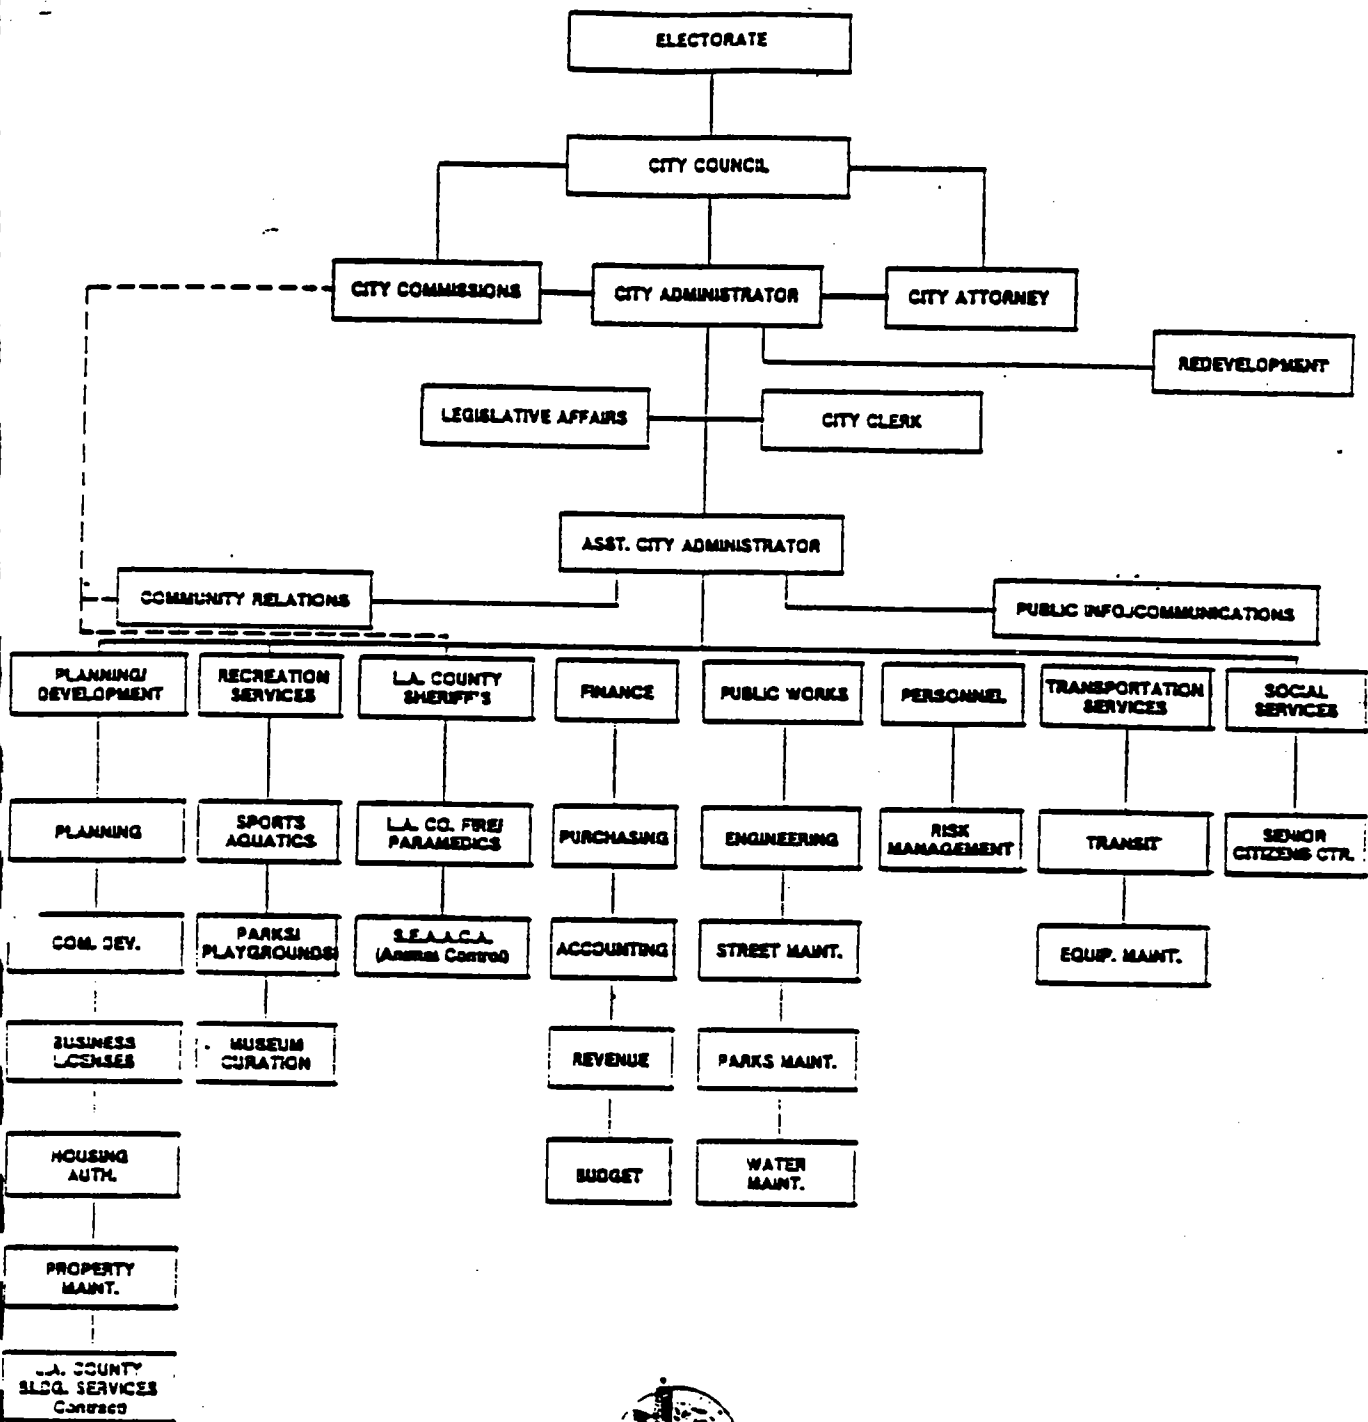 ELECTORATE
CITY COUNCIL
CITY COMMISSIONS
CITY ADMINISTRATOR
CITY ATTORNEY
REDEVELOPMENT
LEGISLATIVE AFFAIRS
CITY CLERK
ASST. CITY ADMINISTRATOR
COMMUNITY RELATIONS
PUBLIC INFO./COMMUNICATIONS
PLANNING/
DEVELOPMENT
RECREATION
SERVICES
L.A. COUNTY
SHERIFF'S
FINANCE
PUBLIC WORKS
PERSONNEL
TRANSPORTATION
SERVICES
SOCIAL
SERVICES
PLANNING
SPORTS
AQUATICS
L.A. CO. FIRE/
PARAMEDICS
PURCHASING
ENGINEERING
RISK
MANAGEMENT
TRANSIT
SENIOR
CITIZENS CTR.
COM. DEV.
PARKS/
PLAYGROUNDS
S.E.A.A.C.A.
(Animal Control)
ACCOUNTING
STREET MAINT.
EQUIP. MAINT.
BUSINESS
LICENSES
MUSEUM
CURATION
REVENUE
PARKS MAINT.
HOUSING
AUTH.
BUDGET
WATER
MAINT.
PROPERTY
MAINT.
L.A. COUNTY
BLDG. SERVICES
Contract